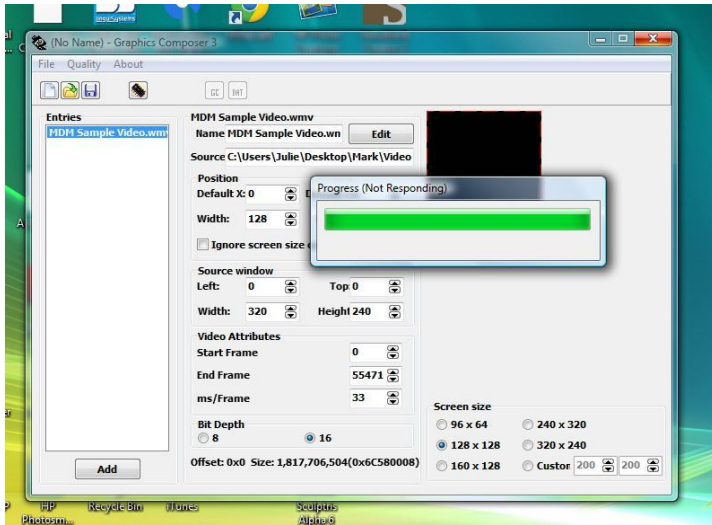 (No Name) - Graphics Composer 3
File Quality About
Entries
MDM Sample Video.wmv
Add
MDM Sample Video.wmv
Name MDM Sample Video.wn Edit
Source C:\Users\Julie\Desktop\Mark\Video
Position
Default X: 0
Width: 128
Ignore screen size
Progress (Not Responding)
Source window
Left: 0 Top: 0
Width: 320 Height 240
Video Attributes
Start Frame 0
End Frame 55471
ms/Frame 33
Bit Depth
8 16
Offset: 0x0 Size: 1,817,706,504(0x6C580008)
Screen size
96 x 64 240 x 320
128 x 128 320 x 240
160 x 128 Custor 200 200
HP Recycle Bin iTunes Sculptris
Photosm... Alpha 6